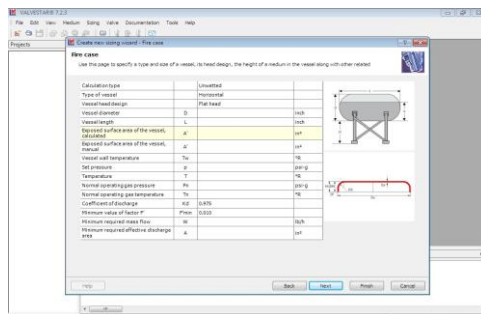 VALVESTAR® 7.2.3
File Edit View Medium Sizing Valve Documentation Tools Help
Projects
Create new sizing wizard - Fire case
Fire case
Use this page to specify a type and size of a vessel, its head design, the height of a medium in the vessel along with other related
Calculation type Unwetted
Type of vessel Horizontal
Vessel head design Flat head
Vessel diameter D inch
Vessel length L inch
Exposed surface area of the vessel, calculated A' in²
Exposed surface area of the vessel, manual A' in²
Vessel wall temperature Tw °R
Set pressure p psi-g
Temperature T °R
Normal operating gas pressure Pn psi-g
Normal operating gas temperature Tn °R
Coefficient of discharge Kd 0.975
Minimum value of factor F' F'min 0.010
Minimum required mass flow W lb/h
Minimum required effective discharge area A in²
Help Back Next Finish Cancel